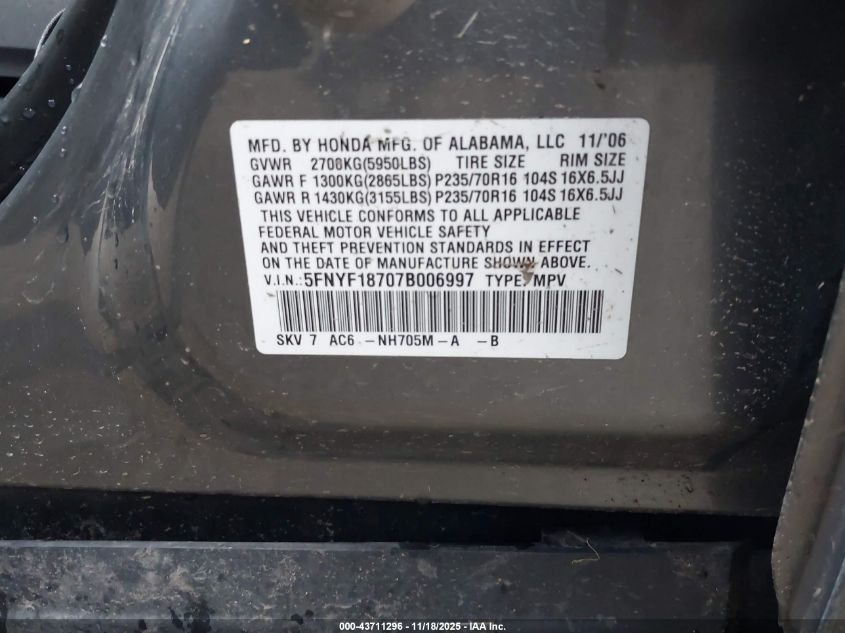 MFD. BY HONDA MFG. OF ALABAMA, LLC 11/'06
GVWR 2700KG(5950LBS) TIRE SIZE RIM SIZE
GAWR F 1300KG(2865LBS) P235/70R16 104S 16X6.5JJ
GAWR R 1430KG(3155LBS) P235/70R16 104S 16X6.5JJ
THIS VEHICLE CONFORMS TO ALL APPLICABLE
FEDERAL MOTOR VEHICLE SAFETY
AND THEFT PREVENTION STANDARDS IN EFFECT
ON THE DATE OF MANUFACTURE SHOWN ABOVE.
V.I.N.: 5FNYF18707B006997 TYPE: MPV
SKV 7 AC6 -NH705M-A -B
000-43711296 - 11/18/2025 - IAA Inc.